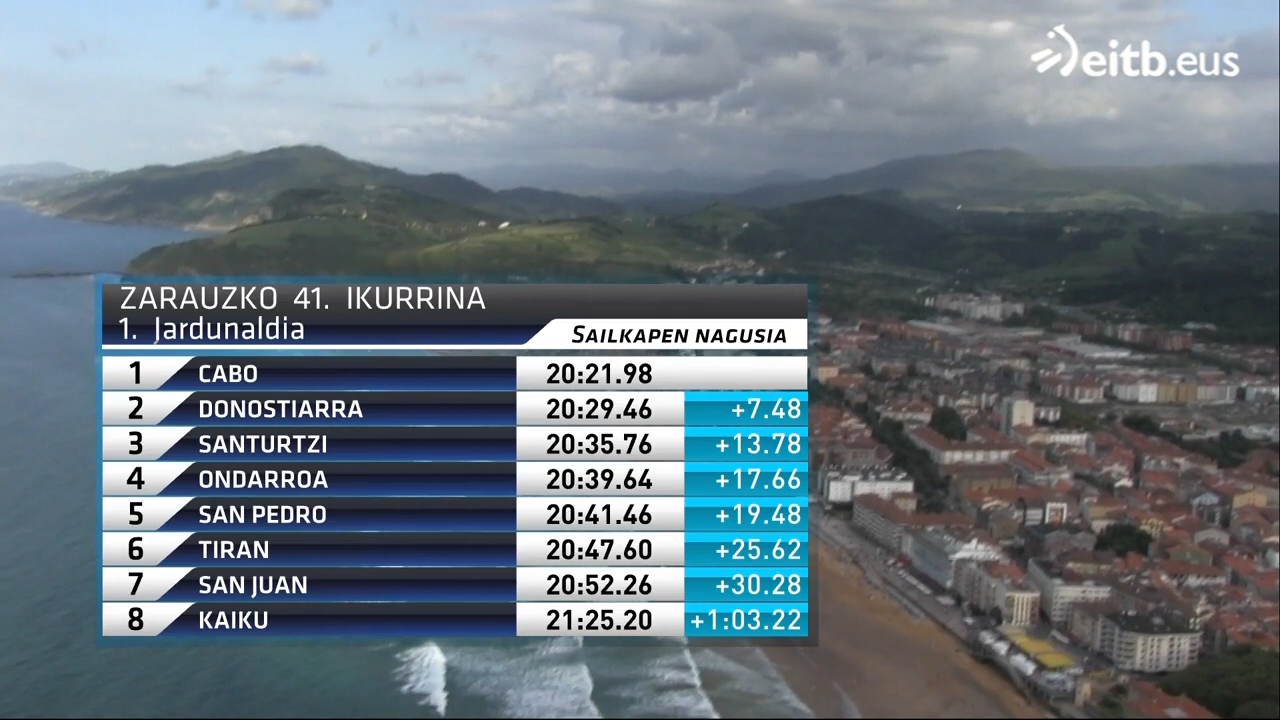 eitb.eus
ZARAUZKO 41. IKURRINA
1. Jardunaldia
SAILKAPEN NAGUSIA
1 CABO 20:21.98
2 DONOSTIARRA 20:29.46 +7.48
3 SANTURTZI 20:35.76 +13.78
4 ONDARROA 20:39.64 +17.66
5 SAN PEDRO 20:41.46 +19.48
6 TIRAN 20:47.60 +25.62
7 SAN JUAN 20:52.26 +30.28
8 KAIKU 21:25.20 +1:03.22